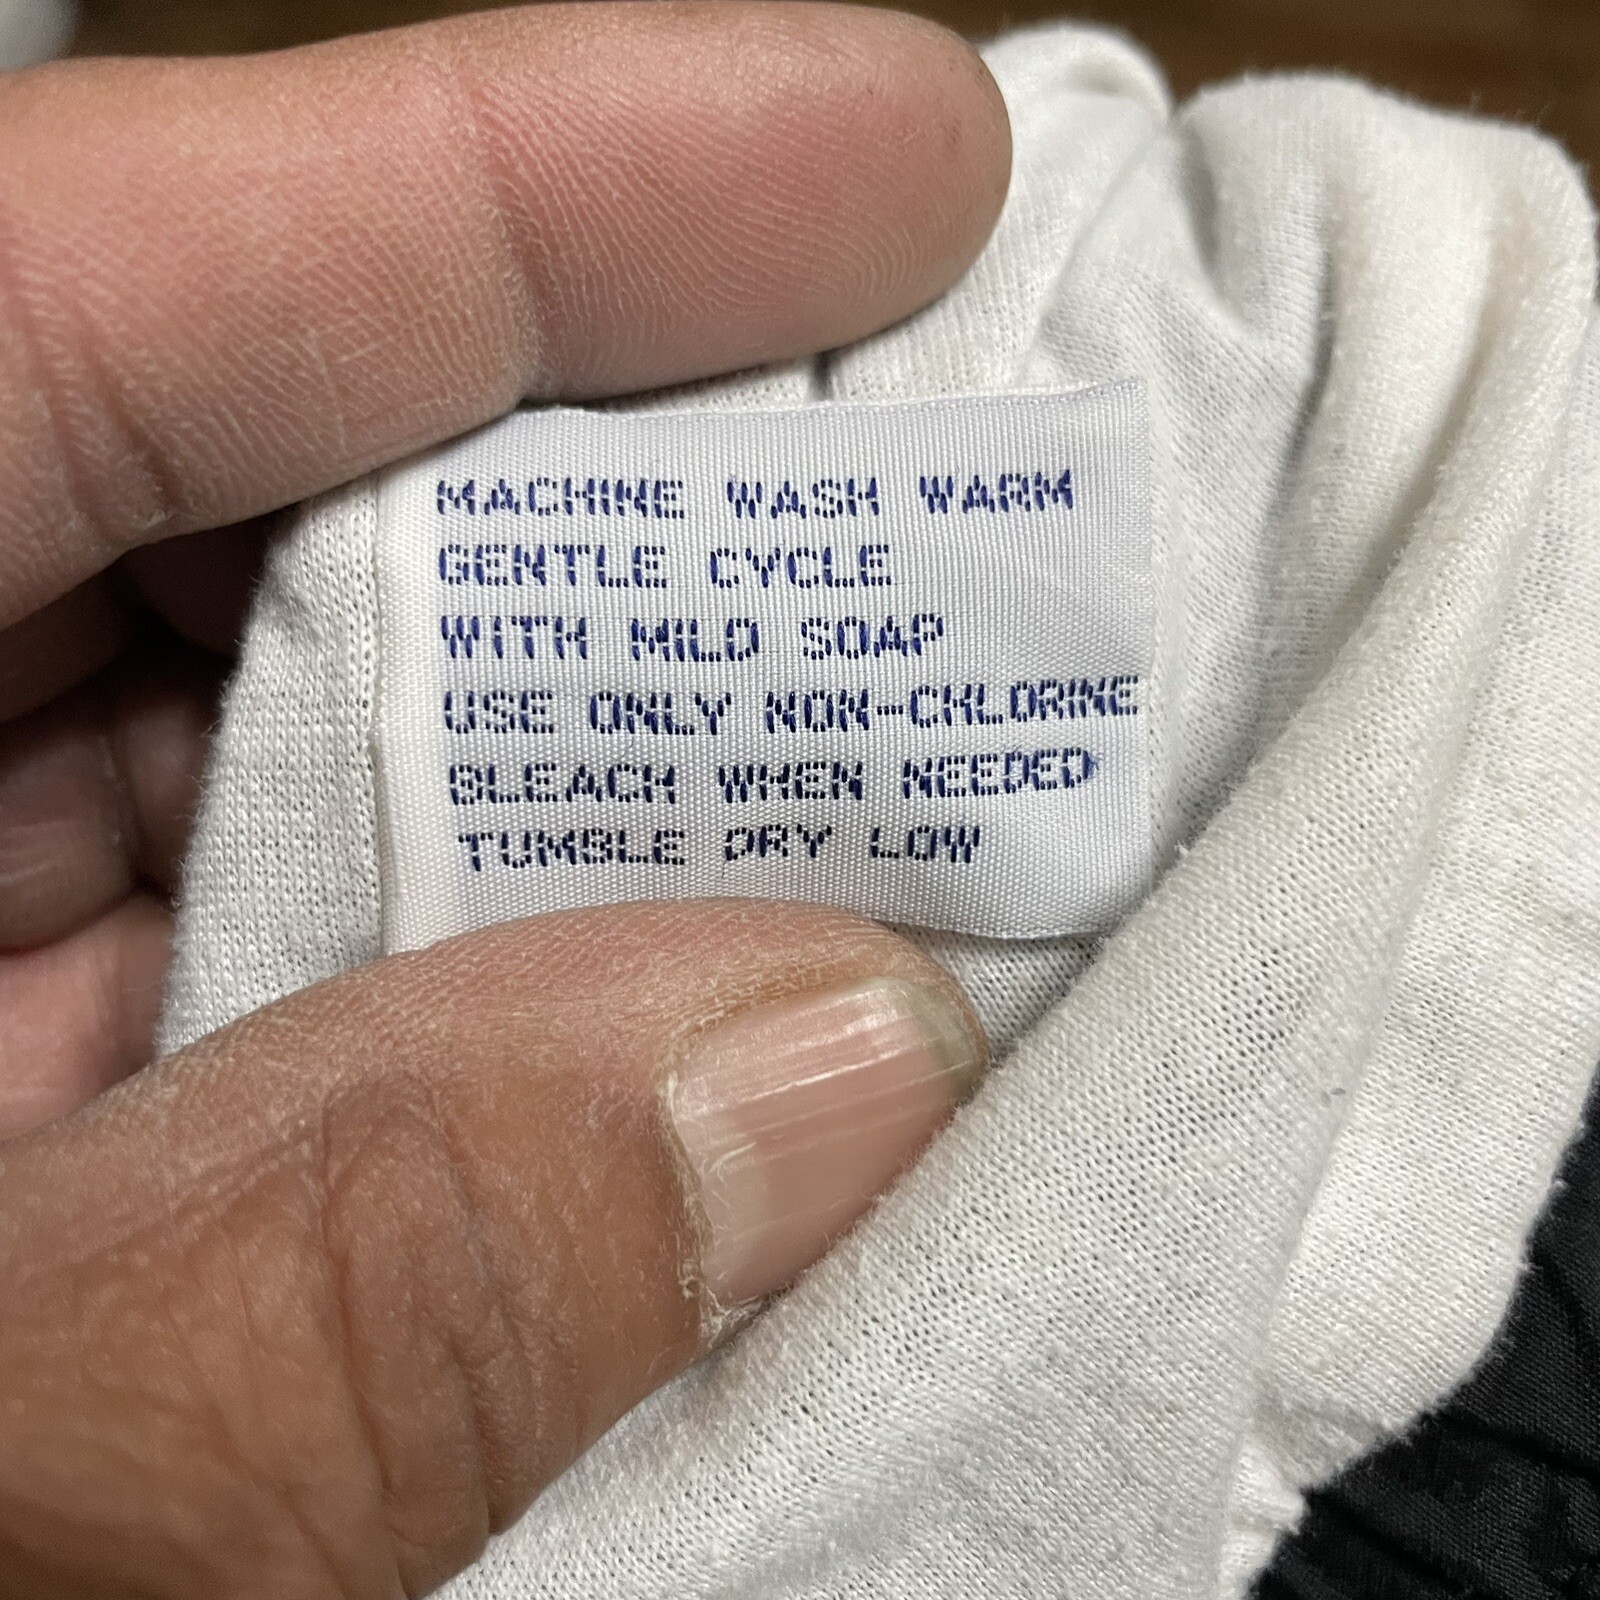 MACHINE WASH WARM
GENTLE CYCLE
WITH MILD SOAP
USE ONLY NON-CHLORINE
BLEACH WHEN NEEDED
TUMBLE DRY LOW